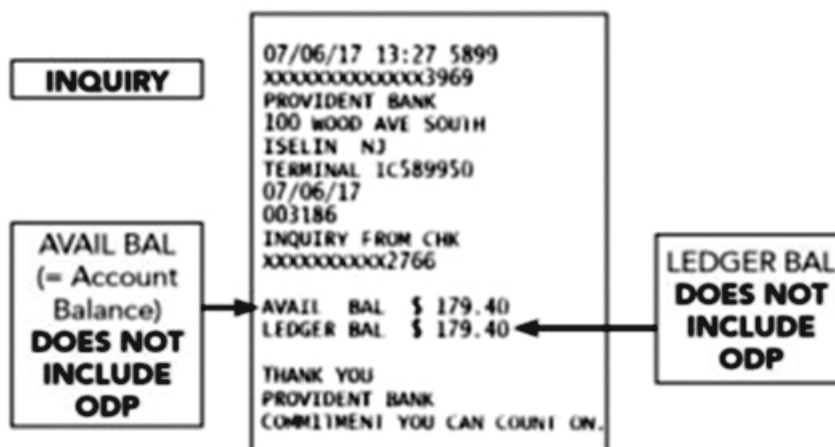 INQUIRY
AVAIL BAL
(= Account
Balance)
DOES NOT
INCLUDE
ODP
07/06/17 13:27 5899
xxxxxxxxxxxxx3969
PROVIDENT BANK
100 WOOD AVE SOUTH
ISELIN NJ
TERMINAL IC589950
07/06/17
003186
INQUIRY FROM CHK
xxxxxxxxxx2766
AVAIL BAL $ 179.40
LEDGER BAL $ 179.40
THANK YOU
PROVIDENT BANK
COMMITMENT YOU CAN COUNT ON.
LEDGER BAL
DOES NOT
INCLUDE
ODP